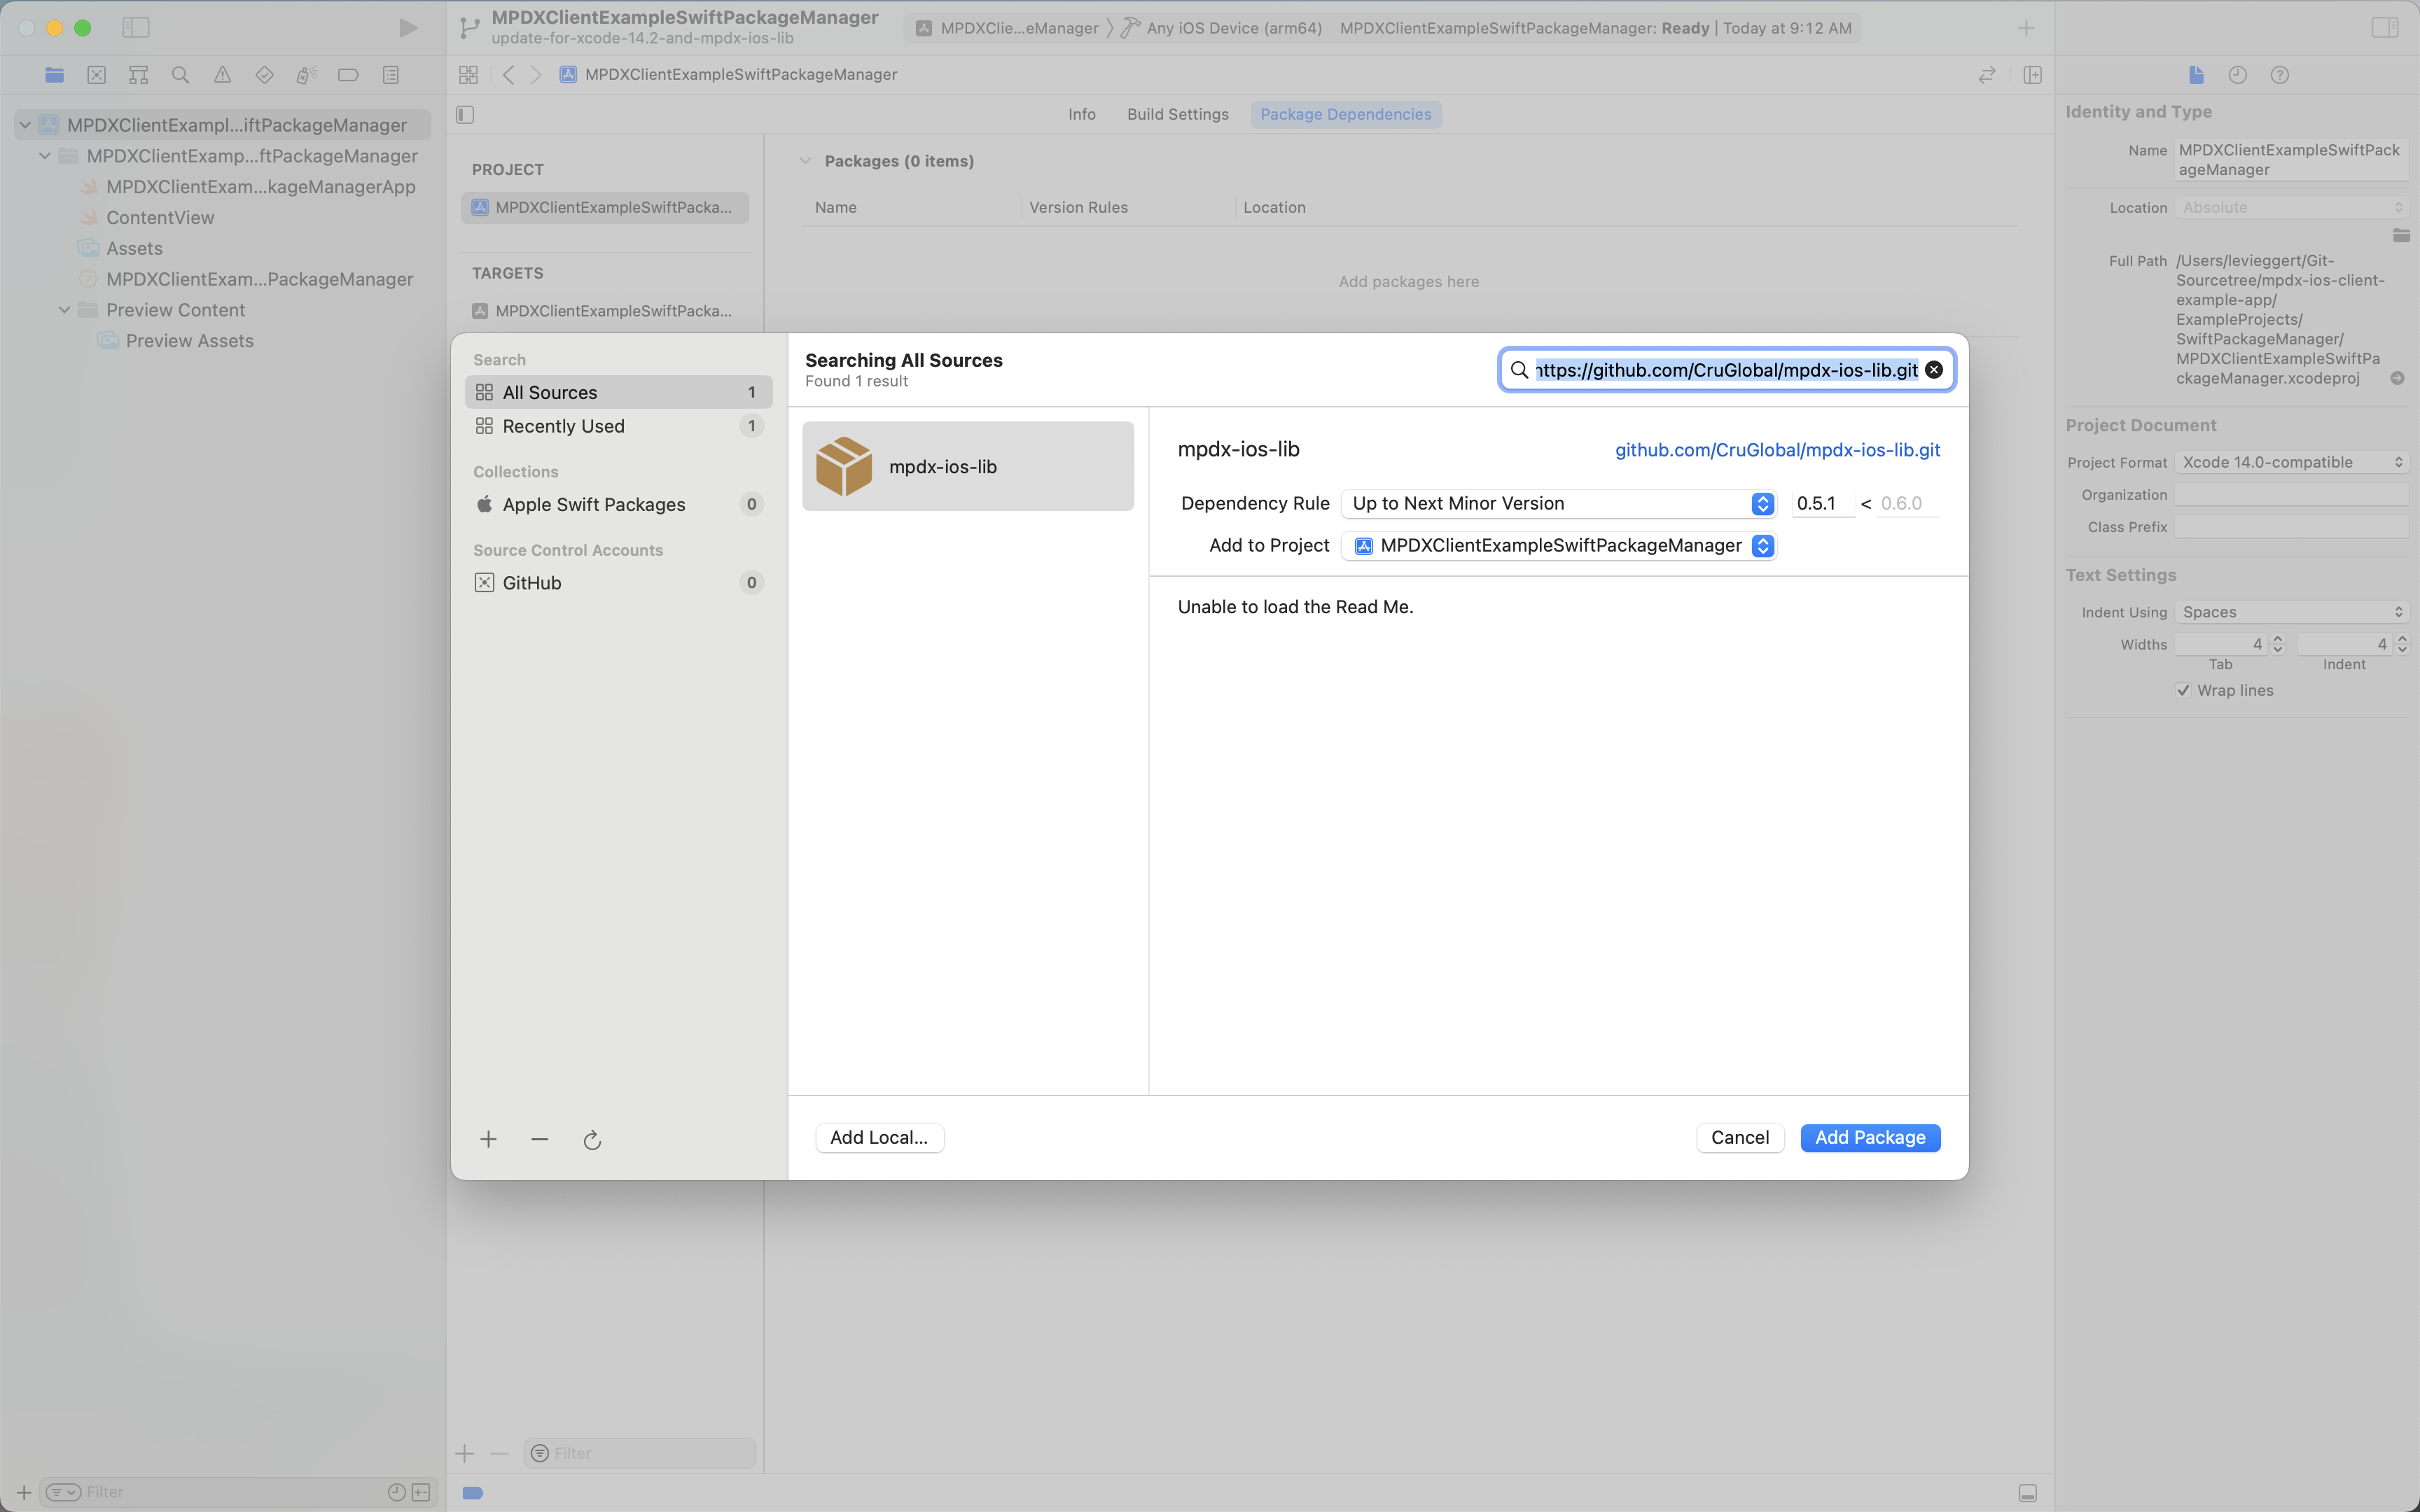 MPDXClientExampleSwiftPackageManager
update-for-xcode-14.2-and-mpdx-ios-lib
MPDXClie...eManager
Any iOS Device (arm64)
MPDXClientExampleSwiftPackageManager: Ready | Today at 9:12 AM
MPDXClientExampleSwiftPackageManager
MPDXClientExampl...iftPackageManager
MPDXClientExamp...ftPackageManager
MPDXClientExam...kageManagerApp
ContentView
Assets
MPDXClientExam...PackageManager
Preview Content
Preview Assets
Filter
Info
Build Settings
Package Dependencies
PROJECT
MPDXClientExampleSwiftPacka...
TARGETS
MPDXClientExampleSwiftPacka...
Filter
Packages (0 items)
Name
Version Rules
Location
Add packages here
Search
All Sources 1
Recently Used 1
Collections
Apple Swift Packages 0
Source Control Accounts
GitHub 0
Searching All Sources
Found 1 result
https://github.com/CruGlobal/mpdx-ios-lib.git
mpdx-ios-lib
mpdx-ios-lib
github.com/CruGlobal/mpdx-ios-lib.git
Dependency Rule Up to Next Minor Version 0.5.1 < 0.6.0
Add to Project MPDXClientExampleSwiftPackageManager
Unable to load the Read Me.
Add Local...
Cancel
Add Package
Identity and Type
Name MPDXClientExampleSwiftPack
ageManager
Location Absolute
Full Path /Users/levieggert/Git-
Sourcetree/mpdx-ios-client-
example-app/
ExampleProjects/
SwiftPackageManager/
MPDXClientExampleSwiftPa
ckageManager.xcodeproj
Project Document
Project Format Xcode 14.0-compatible
Organization
Class Prefix
Text Settings
Indent Using Spaces
Widths 4 4
Tab Indent
Wrap lines